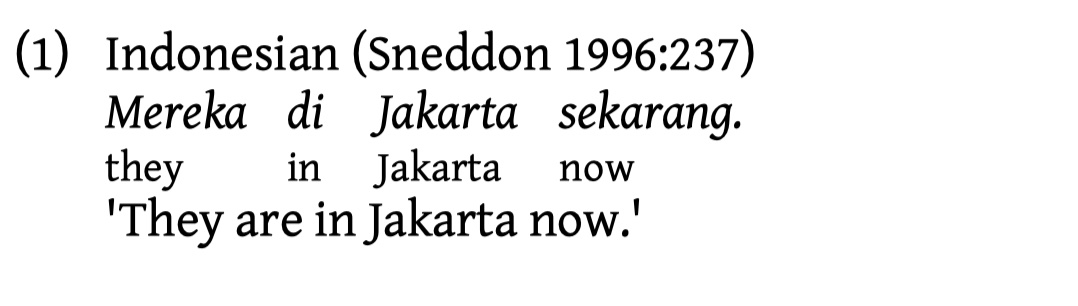 (1) Indonesian (Sneddon 1996:237)
Mereka di Jakarta sekarang.
they in Jakarta now
'They are in Jakarta now.'